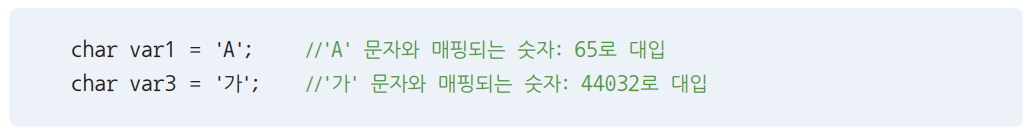 char var1 = 'A';    //'A' 문자와 매핑되는 숫자: 65로 대입
char var3 = '가';    //'가' 문자와 매핑되는 숫자: 44032로 대입